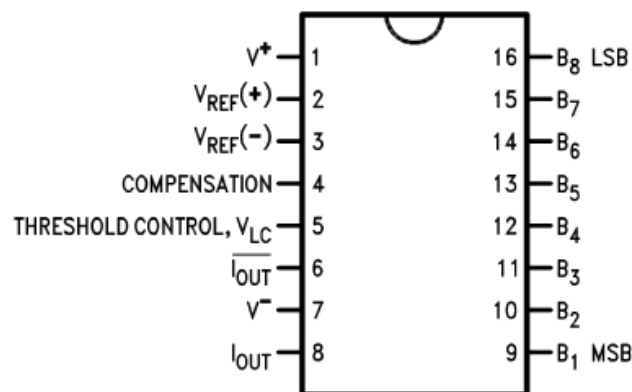 V+ 1 16 B8 LSB
VREF(+) 2 15 B7
VREF(-) 3 14 B6
COMPENSATION 4 13 B5
THRESHOLD CONTROL, VLC 5 12 B4
IOUT 6 11 B3
V- 7 10 B2
IOUT 8 9 B1 MSB